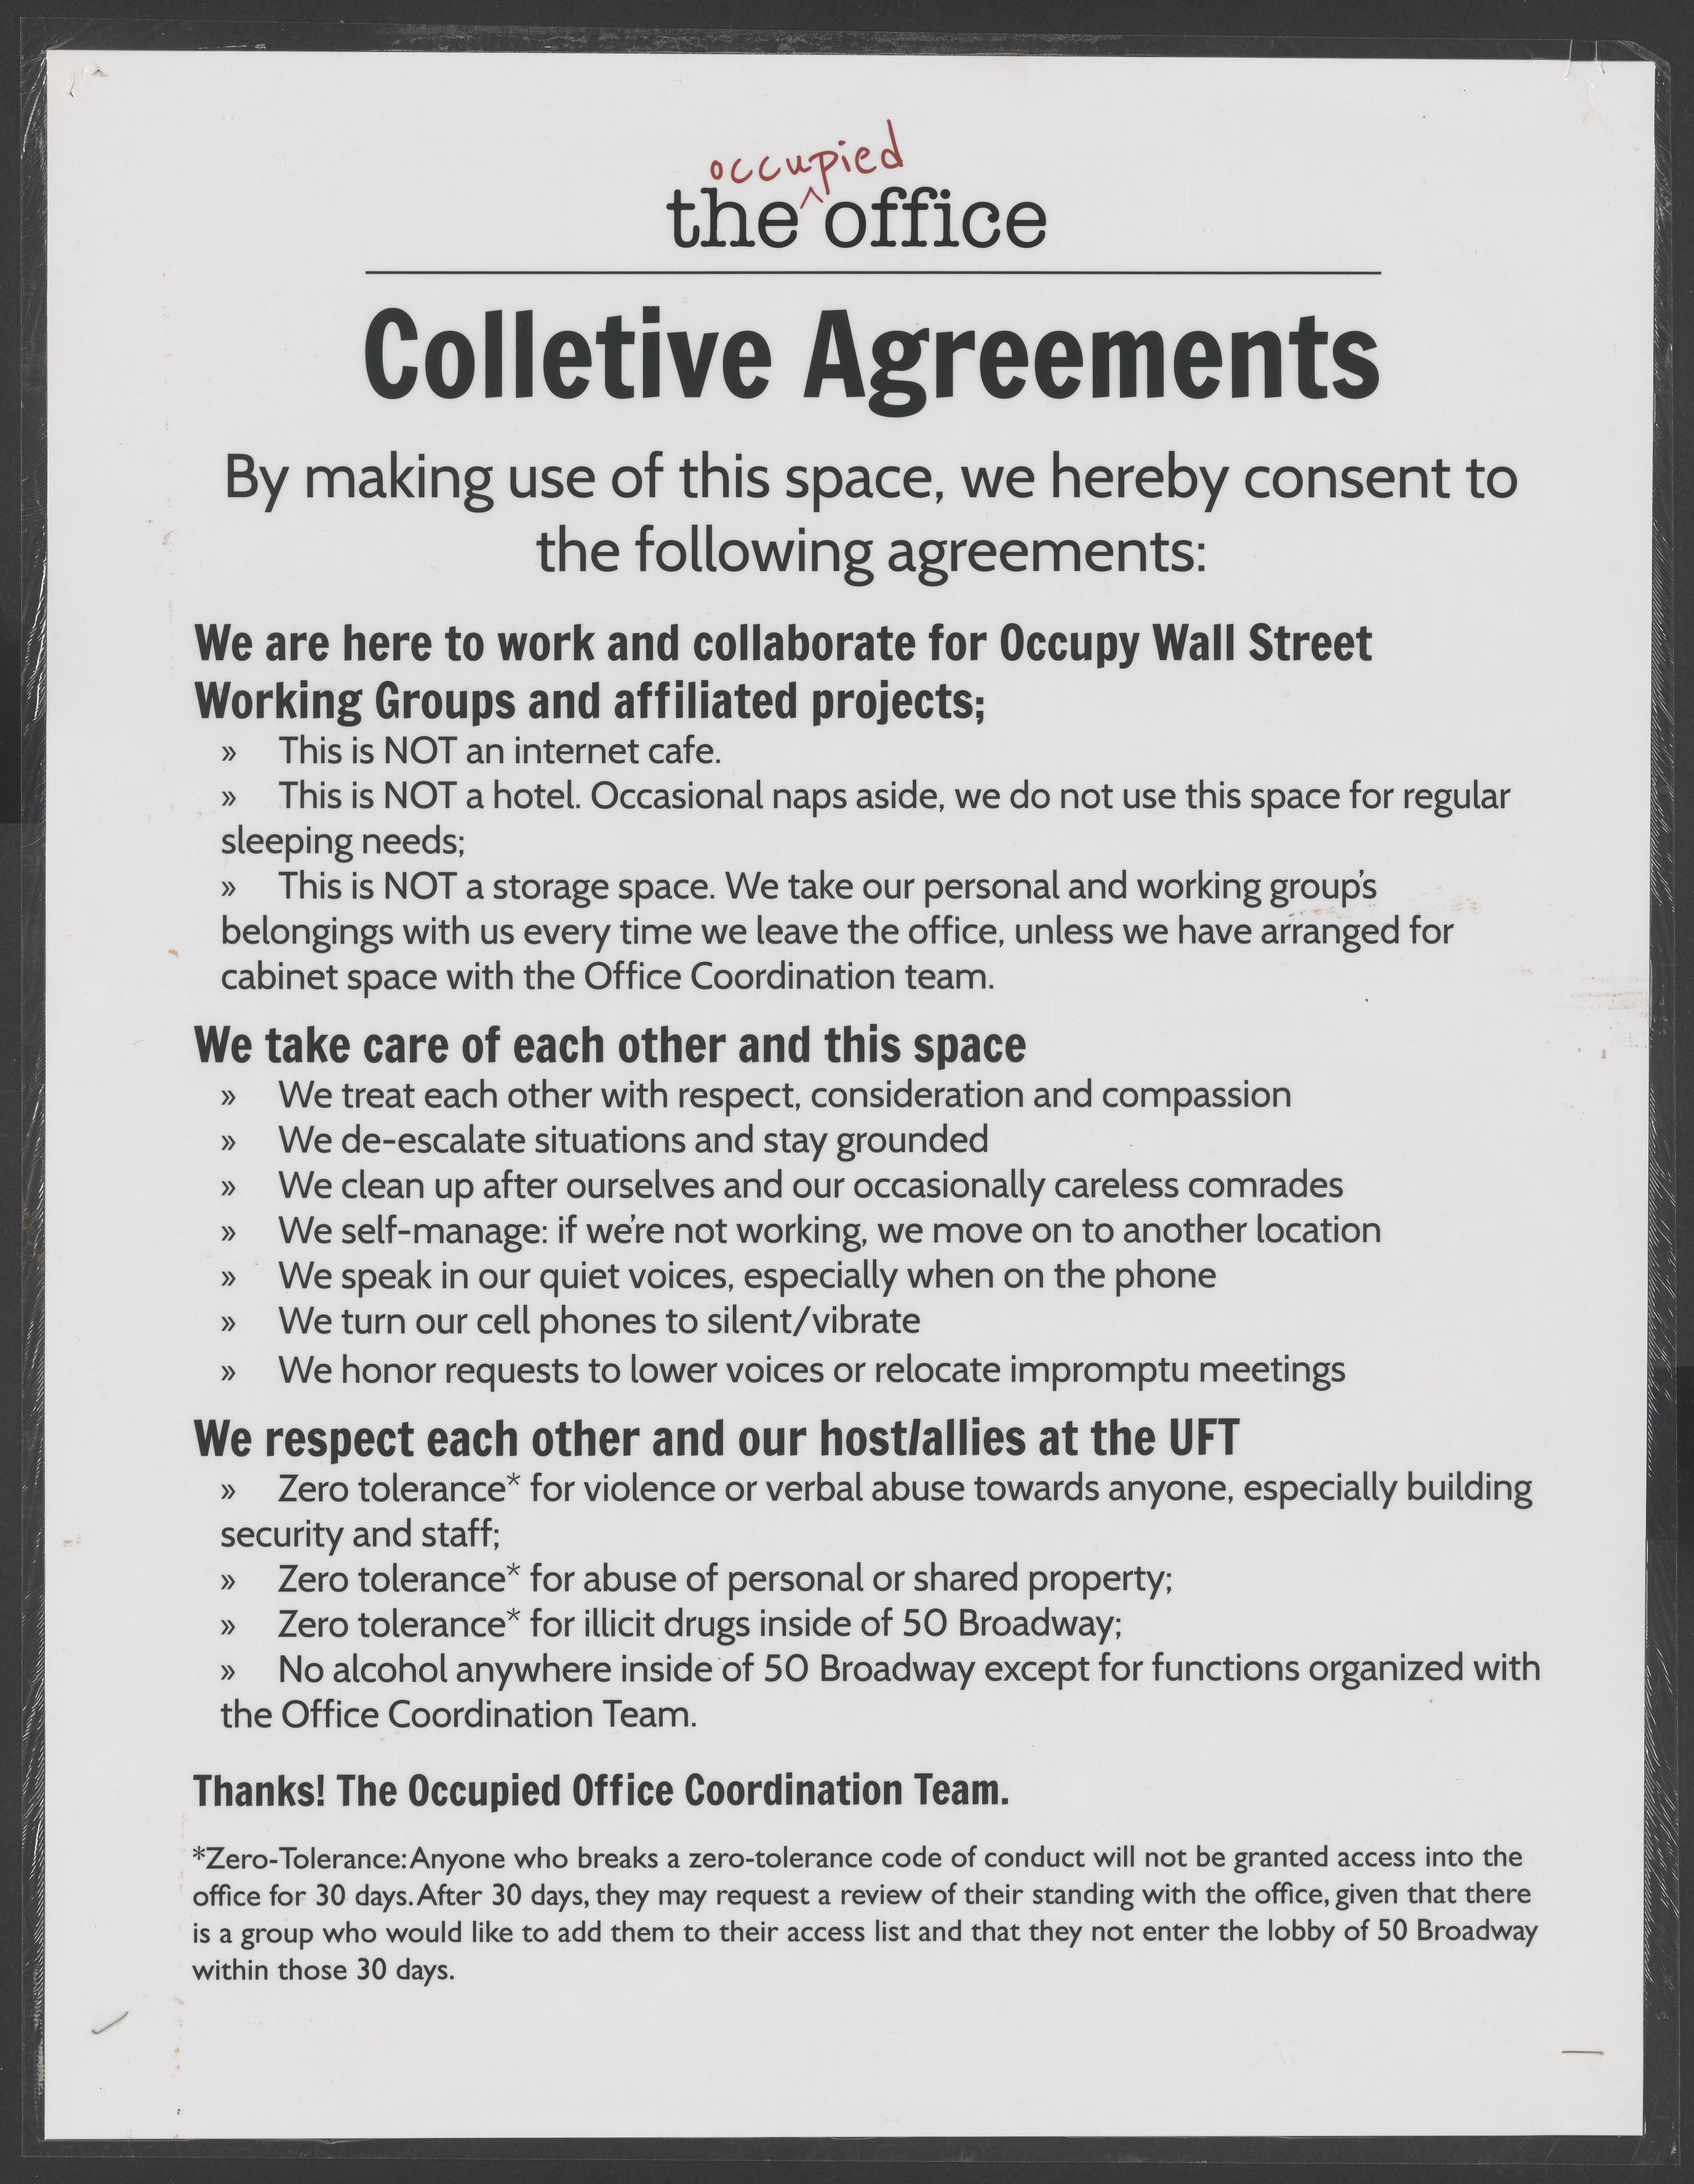 occupied
the ^ office
Colletive Agreements
By making use of this space, we hereby consent to
the following agreements:
We are here to work and collaborate for Occupy Wall Street
Working Groups and affiliated projects;
» This is NOT an internet cafe.
» This is NOT a hotel. Occasional naps aside, we do not use this space for regular
sleeping needs;
» This is NOT a storage space. We take our personal and working group's
belongings with us every time we leave the office, unless we have arranged for
cabinet space with the Office Coordination team.
We take care of each other and this space
» We treat each other with respect, consideration and compassion
» We de-escalate situations and stay grounded
» We clean up after ourselves and our occasionally careless comrades
» We self-manage: if we're not working, we move on to another location
» We speak in our quiet voices, especially when on the phone
» We turn our cell phones to silent/vibrate
» We honor requests to lower voices or relocate impromptu meetings
We respect each other and our host/allies at the UFT
» Zero tolerance* for violence or verbal abuse towards anyone, especially building
security and staff;
» Zero tolerance* for abuse of personal or shared property;
» Zero tolerance* for illicit drugs inside of 50 Broadway;
» No alcohol anywhere inside of 50 Broadway except for functions organized with
the Office Coordination Team.
Thanks! The Occupied Office Coordination Team.
*Zero-Tolerance: Anyone who breaks a zero-tolerance code of conduct will not be granted access into the
office for 30 days. After 30 days, they may request a review of their standing with the office, given that there
is a group who would like to add them to their access list and that they not enter the lobby of 50 Broadway
within those 30 days.